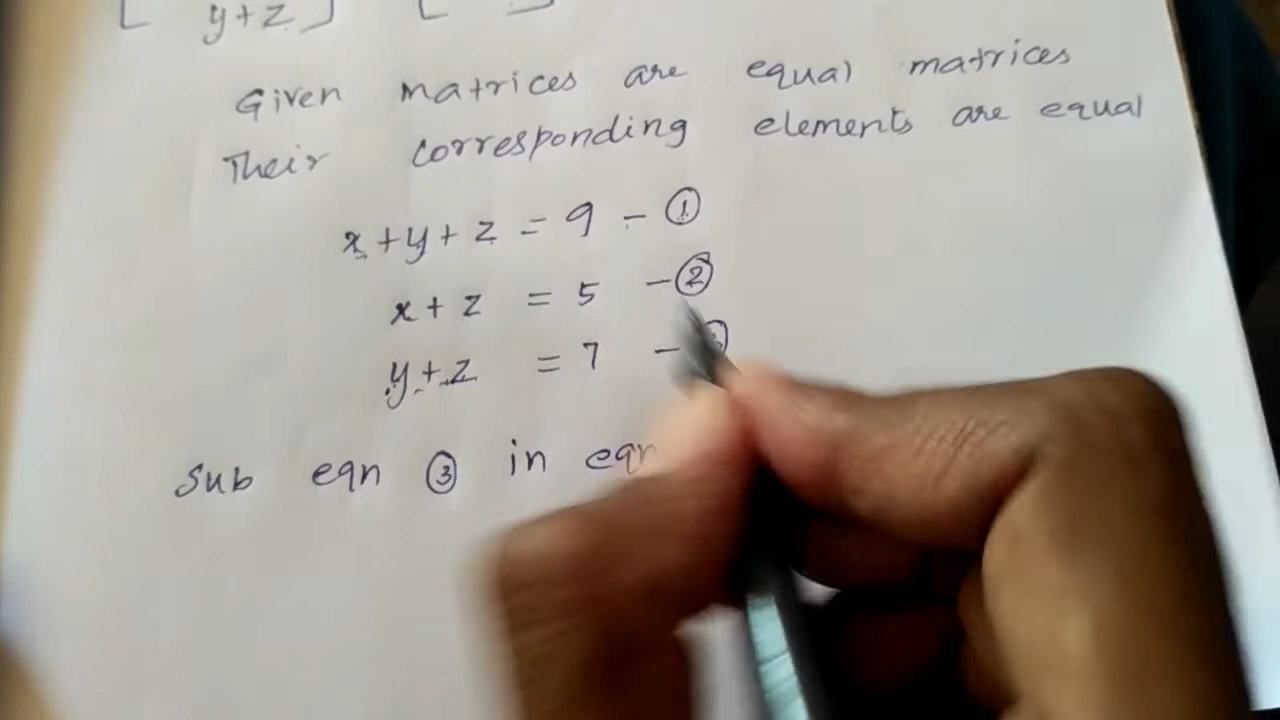 y+z
Given matrices are equal matrices
Their corresponding elements are equal
x+y+z = 9 - ①
x+z = 5 - ②
y+z = 7 -
Sub eqn ③ in eqn